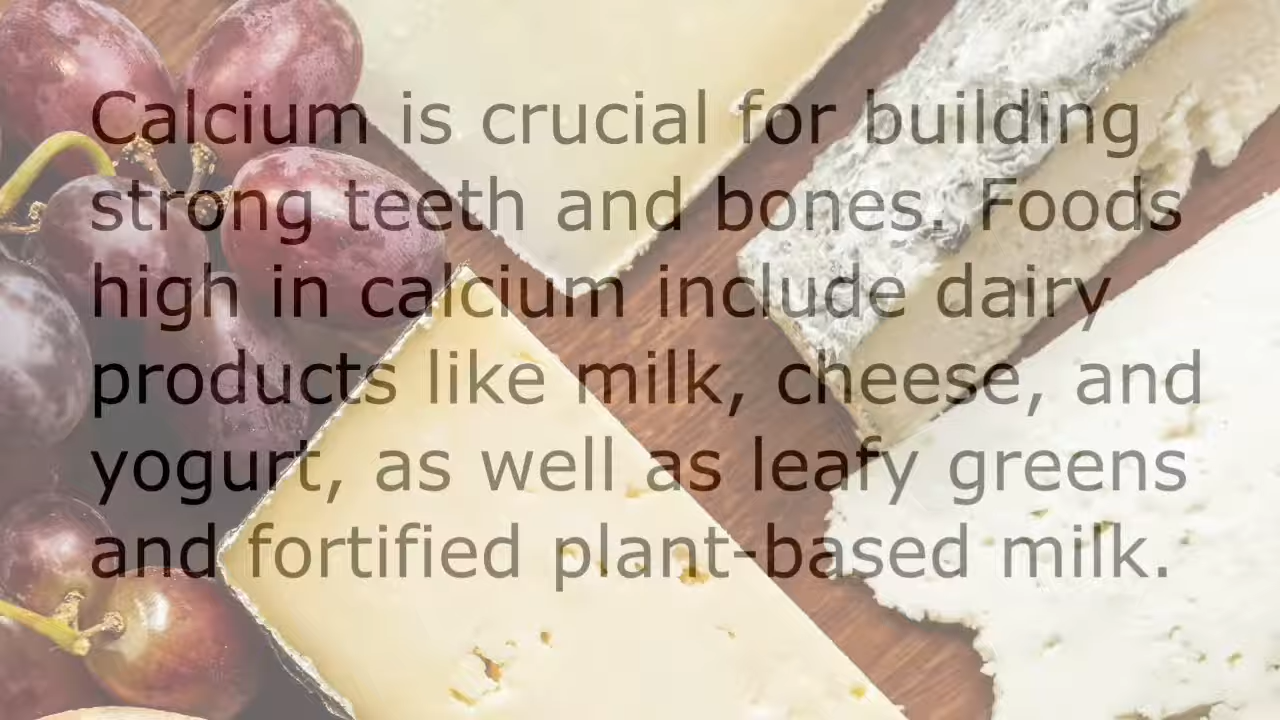 Calcium is crucial for building
strong teeth and bones. Foods
high in calcium include dairy
products like milk, cheese, and
yogurt, as well as leafy greens
and fortified plant-based milk.